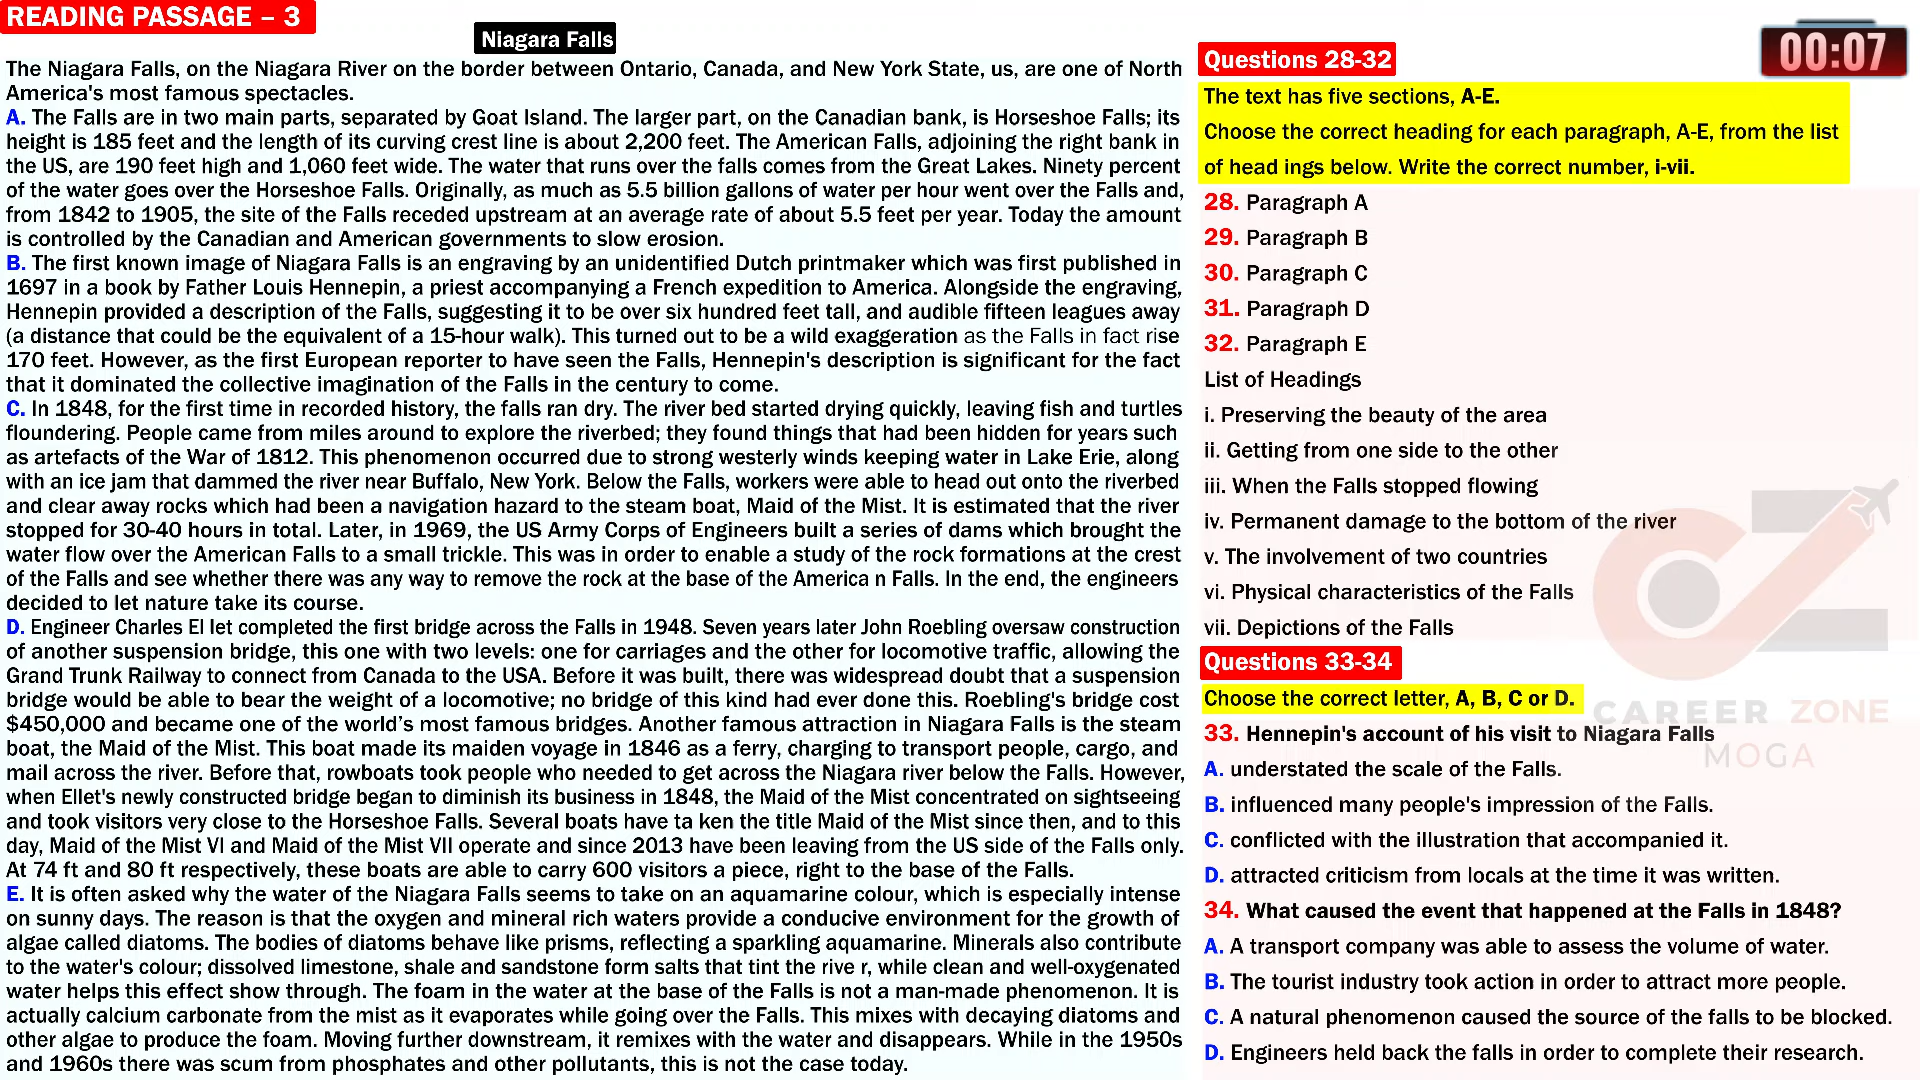 READING PASSAGE – 3
Niagara Falls
The Niagara Falls, on the Niagara River on the border between Ontario, Canada, and New York State, us, are one of North
America's most famous spectacles.
A. The Falls are in two main parts, separated by Goat Island. The larger part, on the Canadian bank, is Horseshoe Falls; its
height is 185 feet and the length of its curving crest line is about 2,200 feet. The American Falls, adjoining the right bank in
the US, are 190 feet high and 1,060 feet wide. The water that runs over the falls comes from the Great Lakes. Ninety percent
of the water goes over the Horseshoe Falls. Originally, as much as 5.5 billion gallons of water per hour went over the Falls and,
from 1842 to 1905, the site of the Falls receded upstream at an average rate of about 5.5 feet per year. Today the amount
is controlled by the Canadian and American governments to slow erosion.
B. The first known image of Niagara Falls is an engraving by an unidentified Dutch printmaker which was first published in
1697 in a book by Father Louis Hennepin, a priest accompanying a French expedition to America. Alongside the engraving,
Hennepin provided a description of the Falls, suggesting it to be over six hundred feet tall, and audible fifteen leagues away
(a distance that could be the equivalent of a 15-hour walk). This turned out to be a wild exaggeration as the Falls in fact rise
170 feet. However, as the first European reporter to have seen the Falls, Hennepin's description is significant for the fact
that it dominated the collective imagination of the Falls in the century to come.
C. In 1848, for the first time in recorded history, the falls ran dry. The river bed started drying quickly, leaving fish and turtles
floundering. People came from miles around to explore the riverbed; they found things that had been hidden for years such
as artefacts of the War of 1812. This phenomenon occurred due to strong westerly winds keeping water in Lake Erie, along
with an ice jam that dammed the river near Buffalo, New York. Below the Falls, workers were able to head out onto the riverbed
and clear away rocks which had been a navigation hazard to the steam boat, Maid of the Mist. It is estimated that the river
stopped for 30-40 hours in total. Later, in 1969, the US Army Corps of Engineers built a series of dams which brought the
water flow over the American Falls to a small trickle. This was in order to enable a study of the rock formations at the crest
of the Falls and see whether there was any way to remove the rock at the base of the America n Falls. In the end, the engineers
decided to let nature take its course.
D. Engineer Charles El let completed the first bridge across the Falls in 1948. Seven years later John Roebling oversaw construction
of another suspension bridge, this one with two levels: one for carriages and the other for locomotive traffic, allowing the
Grand Trunk Railway to connect from Canada to the USA. Before it was built, there was widespread doubt that a suspension
bridge would be able to bear the weight of a locomotive; no bridge of this kind had ever done this. Roebling's bridge cost
$450,000 and became one of the world's most famous bridges. Another famous attraction in Niagara Falls is the steam
boat, the Maid of the Mist. This boat made its maiden voyage in 1846 as a ferry, charging to transport people, cargo, and
mail across the river. Before that, rowboats took people who needed to get across the Niagara river below the Falls. However,
when Ellet's newly constructed bridge began to diminish its business in 1848, the Maid of the Mist concentrated on sightseeing
and took visitors very close to the Horseshoe Falls. Several boats have ta ken the title Maid of the Mist since then, and to this
day, Maid of the Mist VI and Maid of the Mist VII operate and since 2013 have been leaving from the US side of the Falls only.
At 74 ft and 80 ft respectively, these boats are able to carry 600 visitors a piece, right to the base of the Falls.
E. It is often asked why the water of the Niagara Falls seems to take on an aquamarine colour, which is especially intense
on sunny days. The reason is that the oxygen and mineral rich waters provide a conducive environment for the growth of
algae called diatoms. The bodies of diatoms behave like prisms, reflecting a sparkling aquamarine. Minerals also contribute
to the water's colour; dissolved limestone, shale and sandstone form salts that tint the rive r, while clean and well-oxygenated
water helps this effect show through. The foam in the water at the base of the Falls is not a man-made phenomenon. It is
actually calcium carbonate from the mist as it evaporates while going over the Falls. This mixes with decaying diatoms and
other algae to produce the foam. Moving further downstream, it remixes with the water and disappears. While in the 1950s
and 1960s there was scum from phosphates and other pollutants, this is not the case today.
00:07
Questions 28-32
The text has five sections, A-E.
Choose the correct heading for each paragraph, A-E, from the list
of head ings below. Write the correct number, i-vii.
28. Paragraph A
29. Paragraph B
30. Paragraph C
31. Paragraph D
32. Paragraph E
List of Headings
i. Preserving the beauty of the area
ii. Getting from one side to the other
iii. When the Falls stopped flowing
iv. Permanent damage to the bottom of the river
v. The involvement of two countries
vi. Physical characteristics of the Falls
vii. Depictions of the Falls
Questions 33-34
Choose the correct letter, A, B, C or D.
33. Hennepin's account of his visit to Niagara Falls
A. understated the scale of the Falls.
B. influenced many people's impression of the Falls.
C. conflicted with the illustration that accompanied it.
D. attracted criticism from locals at the time it was written.
34. What caused the event that happened at the Falls in 1848?
A. A transport company was able to assess the volume of water.
B. The tourist industry took action in order to attract more people.
C. A natural phenomenon caused the source of the falls to be blocked.
D. Engineers held back the falls in order to complete their research.
CAREER ZONE
MOGA